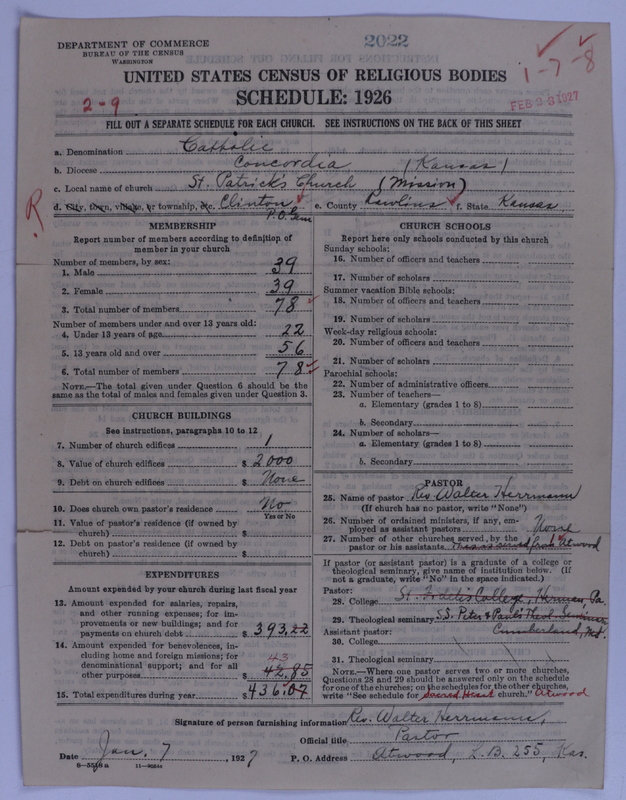 2022
DEPARTMENT OF COMMERCE
BUREAU OF THE CENSUS
WASHINGTON
UNITED STATES CENSUS OF RELIGIOUS BODIES
1-7-8
SCHEDULE: 1926
2-9
FEB 23 1927
FILL OUT A SEPARATE SCHEDULE FOR EACH CHURCH. SEE INSTRUCTIONS ON THE BACK OF THIS SHEET
a. Denomination Catholic
b. Diocese Concordia (Kansas)
c. Local name of church St. Patrick's Church (Mission)
R
d. City, town, village, or township, etc. Clinton e. County Rawlins f. State Kansas
P.O. Gem
MEMBERSHIP
Report number of members according to definition of member in your church
Number of members, by sex:
1. Male 39
2. Female 39
3. Total number of members 78
Number of members under and over 13 years old:
4. Under 13 years of age 22
5. 13 years old and over 56
6. Total number of members 78
NOTE.—The total given under Question 6 should be the
same as the total of males and females given under Question 3.
CHURCH BUILDINGS
See instructions, paragraphs 10 to 12
7. Number of church edifices 1
8. Value of church edifices $ 2000
9. Debt on church edifices $ None
10. Does church own pastor's residence No
Yes or No
11. Value of pastor's residence (if owned by
church) $
12. Debt on pastor's residence (if owned by
church) $
EXPENDITURES
Amount expended by your church during last fiscal year
13. Amount expended for salaries, repairs,
and other running expenses; for im-
provements or new buildings; and for
payments on church debt $ 393.22
14. Amount expended for benevolences, in-
cluding home and foreign missions; for
denominational support; and for all
43
other purposes $ 42.85
15. Total expenditures during year $ 436.07
CHURCH SCHOOLS
Report here only schools conducted by this church
Sunday schools:
16. Number of officers and teachers
17. Number of scholars
Summer vacation Bible schools:
18. Number of officers and teachers
19. Number of scholars
Week-day religious schools:
20. Number of officers and teachers
21. Number of scholars
Parochial schools:
22. Number of administrative officers
23. Number of teachers—
a. Elementary (grades 1 to 8)
b. Secondary
24. Number of scholars—
a. Elementary (grades 1 to 8)
b. Secondary
PASTOR
25. Name of pastor Rev Walter Herrmann
(If church has no pastor, write "None")
26. Number of ordained ministers, if any, em-
ployed as assistant pastors None
27. Number of other churches served by the
pastor or his assistants This is served from Atwood
If pastor (or assistant pastor) is a graduate of a college or
theological seminary, give name of institution below. (If
not a graduate, write "No" in the space indicated.)
Pastor:
28. College St. Fidelis College, Herman, Pa.
29. Theological seminary S.S. Peter & Paul's Theol. Seminary
Assistant pastor: Cumberland, Md.
30. College
31. Theological seminary
NOTE.—Where one pastor serves two or more churches,
Questions 28 and 29 should be answered only on the schedule
for one of the churches; on the schedules for the other churches,
write "See schedule for Sacred Heart church." Atwood
Signature of person furnishing information Rev. Walter Herrmann,
Official title Pastor
Date Jan. 7, 1927 P. O. Address Atwood, L.B. 255, Kas.